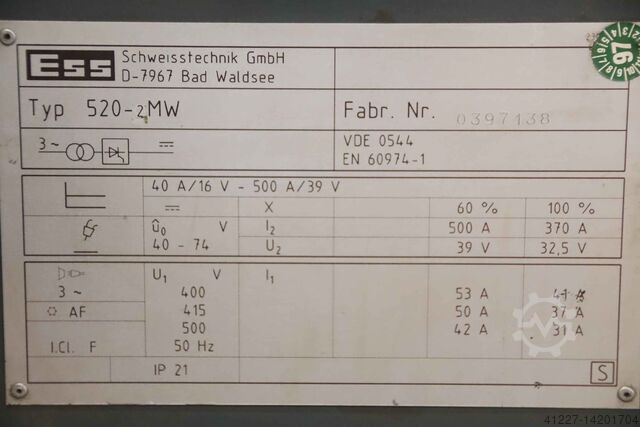 ESS Schweisstechnik GmbH
D-7967 Bad Waldsee
Typ 520-2MW Fabr. Nr. 0397138
3~ VDE 0544
EN 60974-1
40 A/16 V - 500 A/39 V
X 60 % 100 %
û₀ V I₂ 500 A 370 A
40 - 74 U₂ 39 V 32,5 V
U₁ V I₁
3 ~ 400 53 A 41 A
AF 415 50 A 37 A
500 42 A 31 A
I.Cl. F 50 Hz
IP 21 S
97
41227-14201704